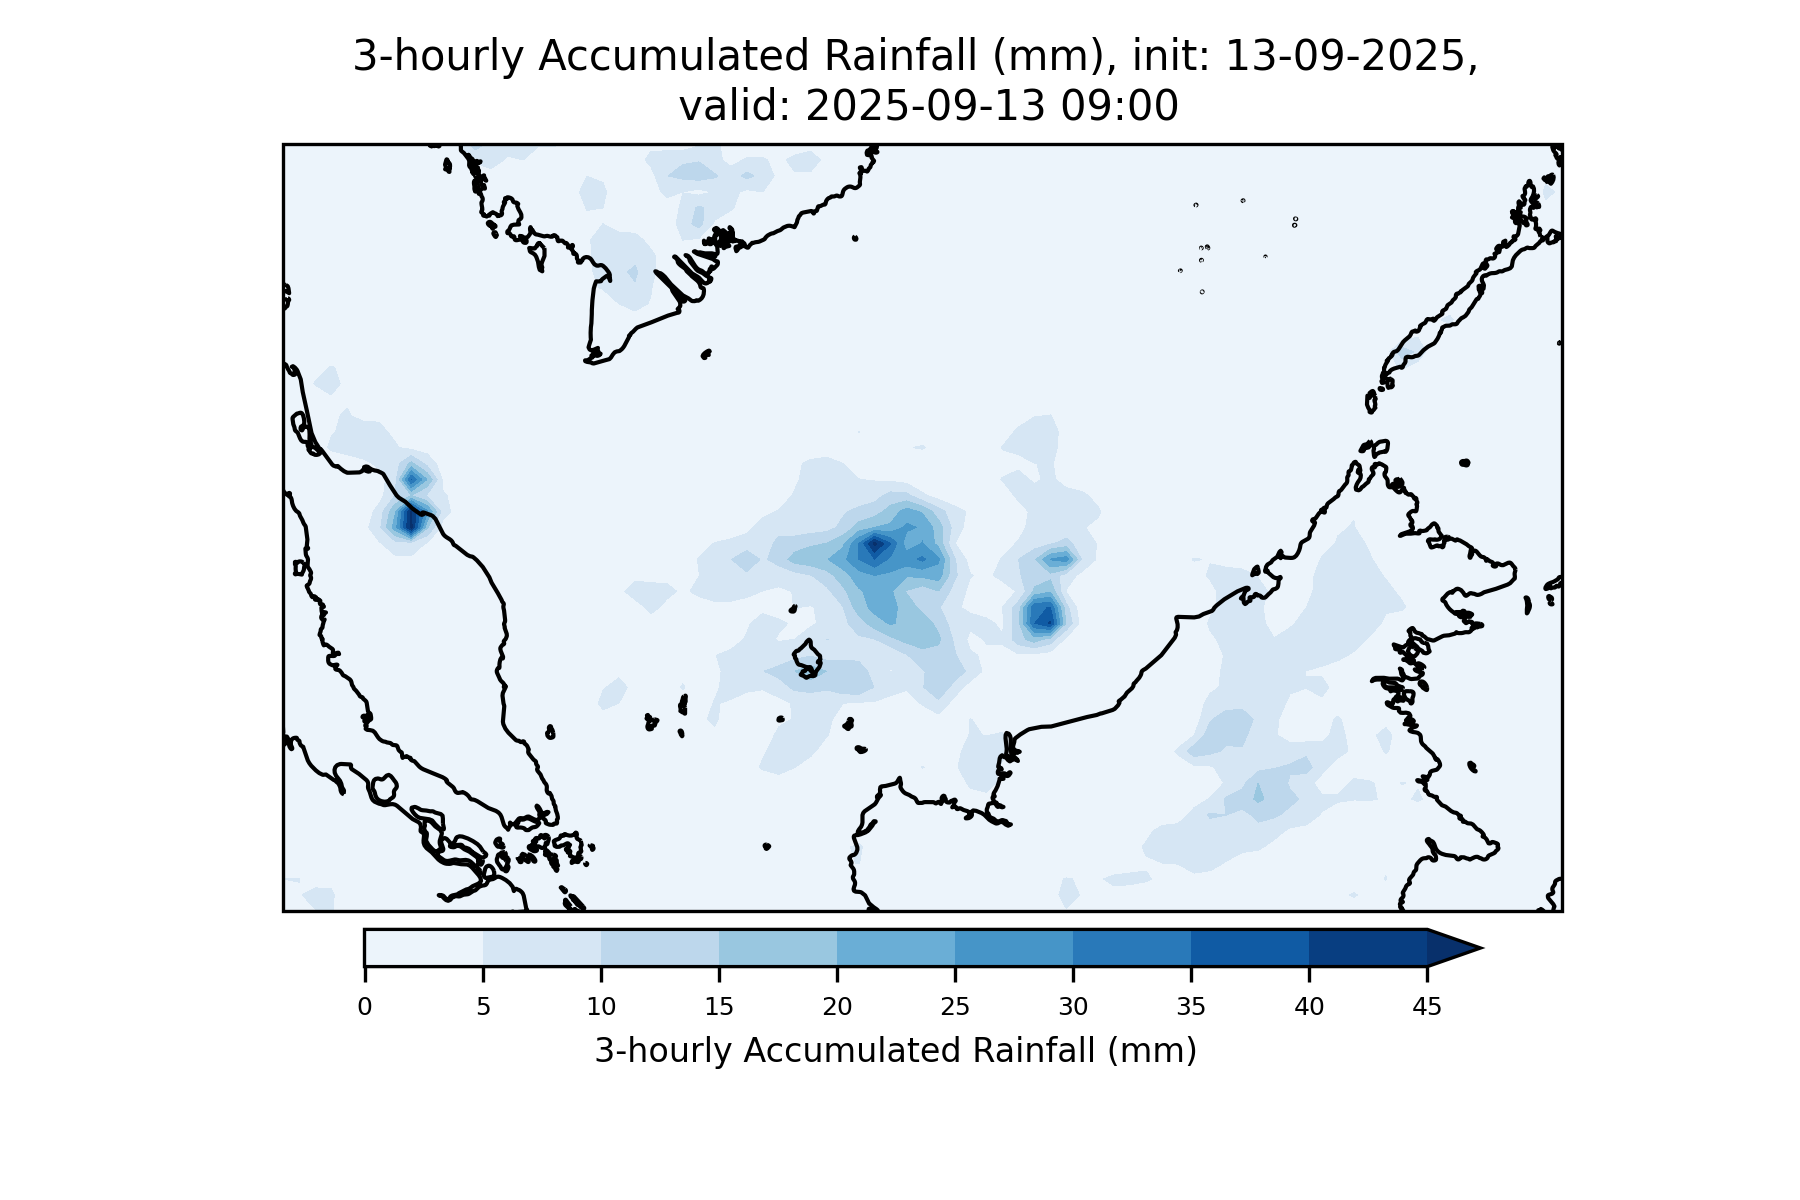 3-hourly Accumulated Rainfall (mm), init: 13-09-2025,
valid: 2025-09-13 09:00
0 5 10 15 20 25 30 35 40 45
3-hourly Accumulated Rainfall (mm)